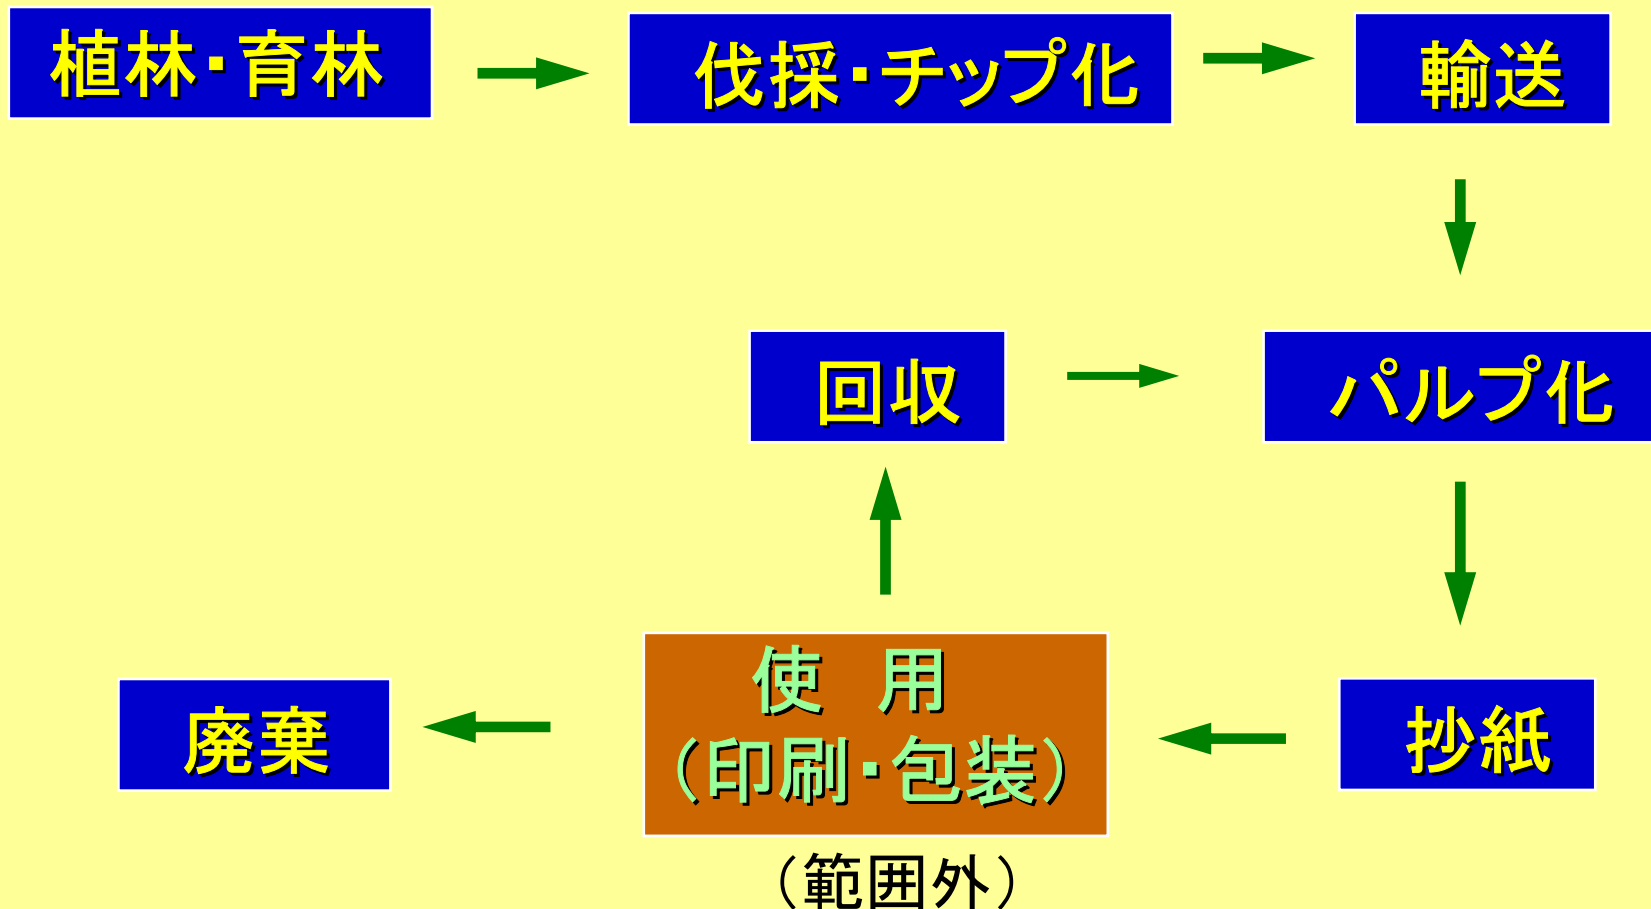 植林・育林
伐採・チップ化
輸送
回収
パルプ化
使　用
（印刷・包装）
廃棄
抄紙
（範囲外）